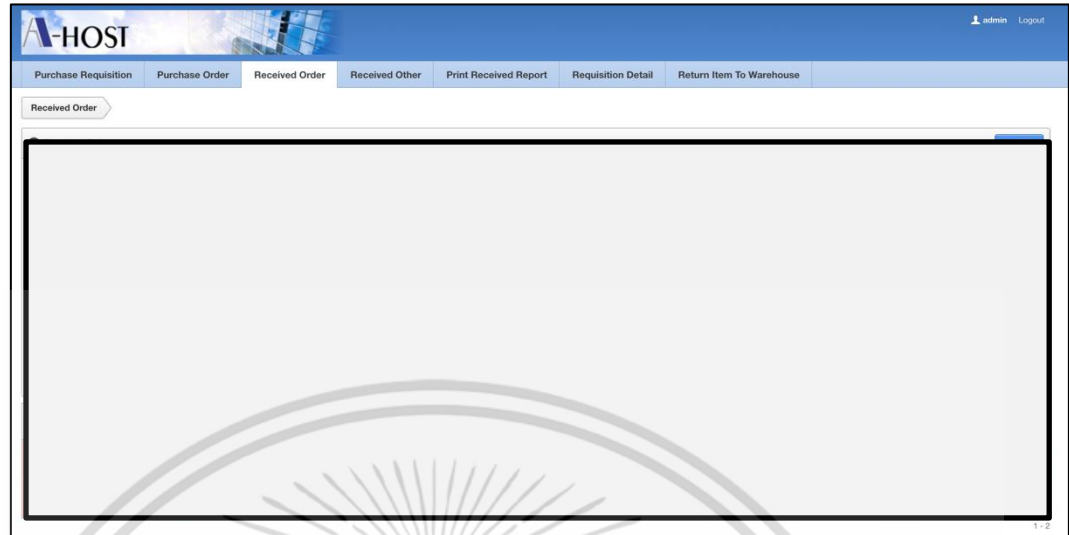 A-HOST
admin Logout
Purchase Requisition Purchase Order Received Order Received Other Print Received Report Requisition Detail Return Item To Warehouse
Received Order
1 - 2